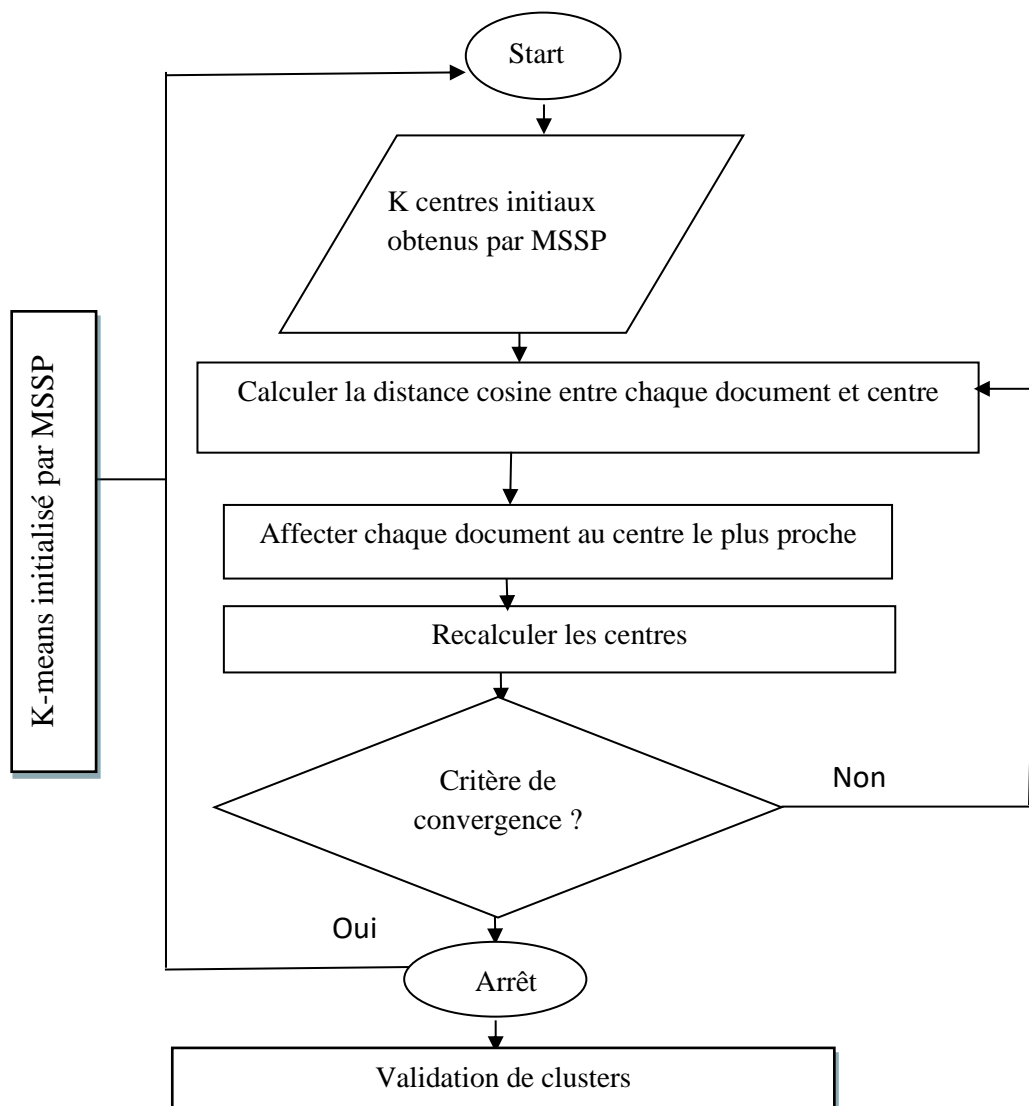 Start
K centres initiaux
obtenus par MSSP
K-means initialisé par MSSP
Calculer la distance cosine entre chaque document et centre
Affecter chaque document au centre le plus proche
Recalculer les centres
Critère de
convergence ?
Non
Oui
Arrêt
Validation de clusters